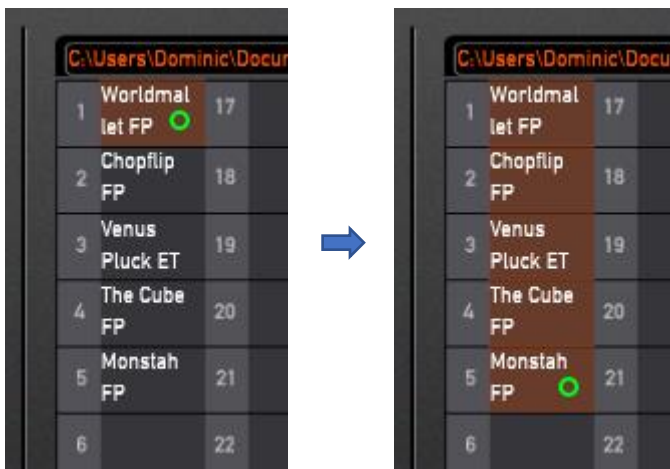 C:\Users\Dominic\Docu
1 Worldmal
let FP 17
2 Chopflip
FP 18
3 Venus
Pluck ET 19
4 The Cube
FP 20
5 Monstah
FP 21
6 22
C:\Users\Dominic\Docu
1 Worldmal
let FP 17
2 Chopflip
FP 18
3 Venus
Pluck ET 19
4 The Cube
FP 20
5 Monstah
FP 21
6 22